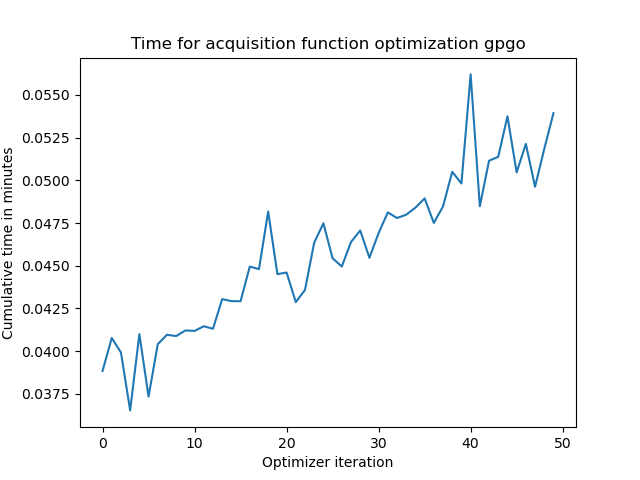 Time for acquisition function optimization gpgo
Cumulative time in minutes
0.0550
0.0525
0.0500
0.0475
0.0450
0.0425
0.0400
0.0375
0 10 20 30 40 50
Optimizer iteration